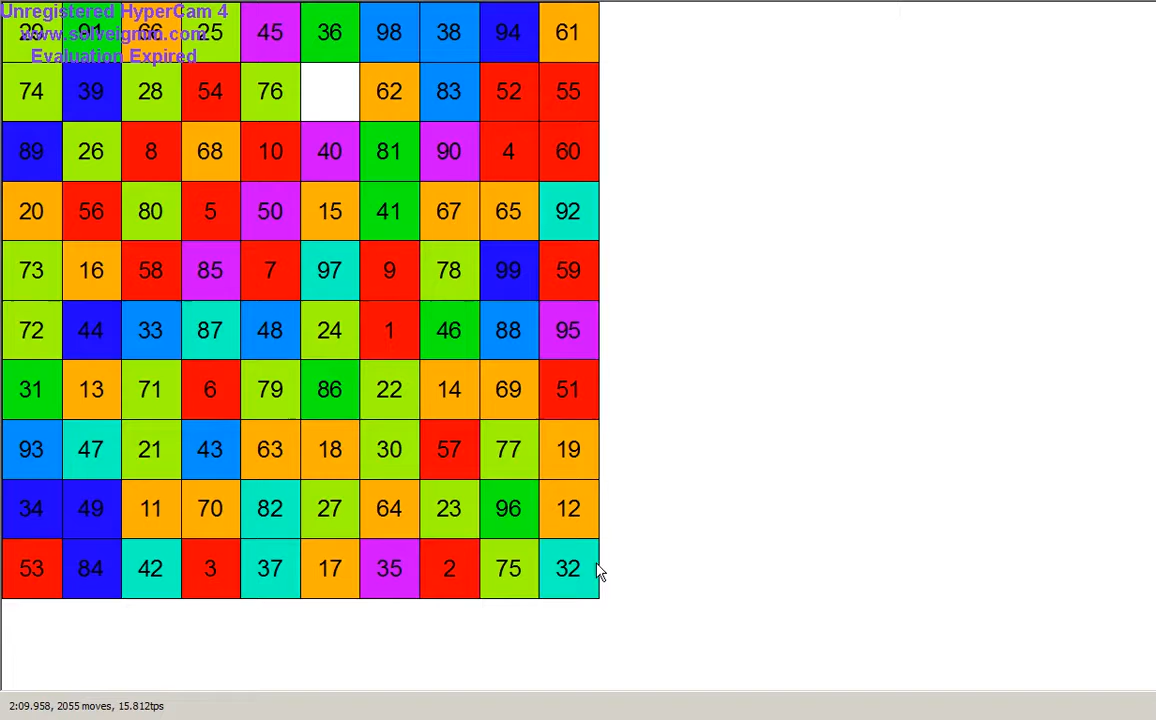 Unregistered HyperCam 4
www.solveigmm.com
Evaluation Expired
29 91 66 25 45 36 98 38 94 61
74 39 28 54 76 62 83 52 55
89 26 8 68 10 40 81 90 4 60
20 56 80 5 50 15 41 67 65 92
73 16 58 85 7 97 9 78 99 59
72 44 33 87 48 24 1 46 88 95
31 13 71 6 79 86 22 14 69 51
93 47 21 43 63 18 30 57 77 19
34 49 11 70 82 27 64 23 96 12
53 84 42 3 37 17 35 2 75 32
2:09.958, 2055 moves, 15.812tps